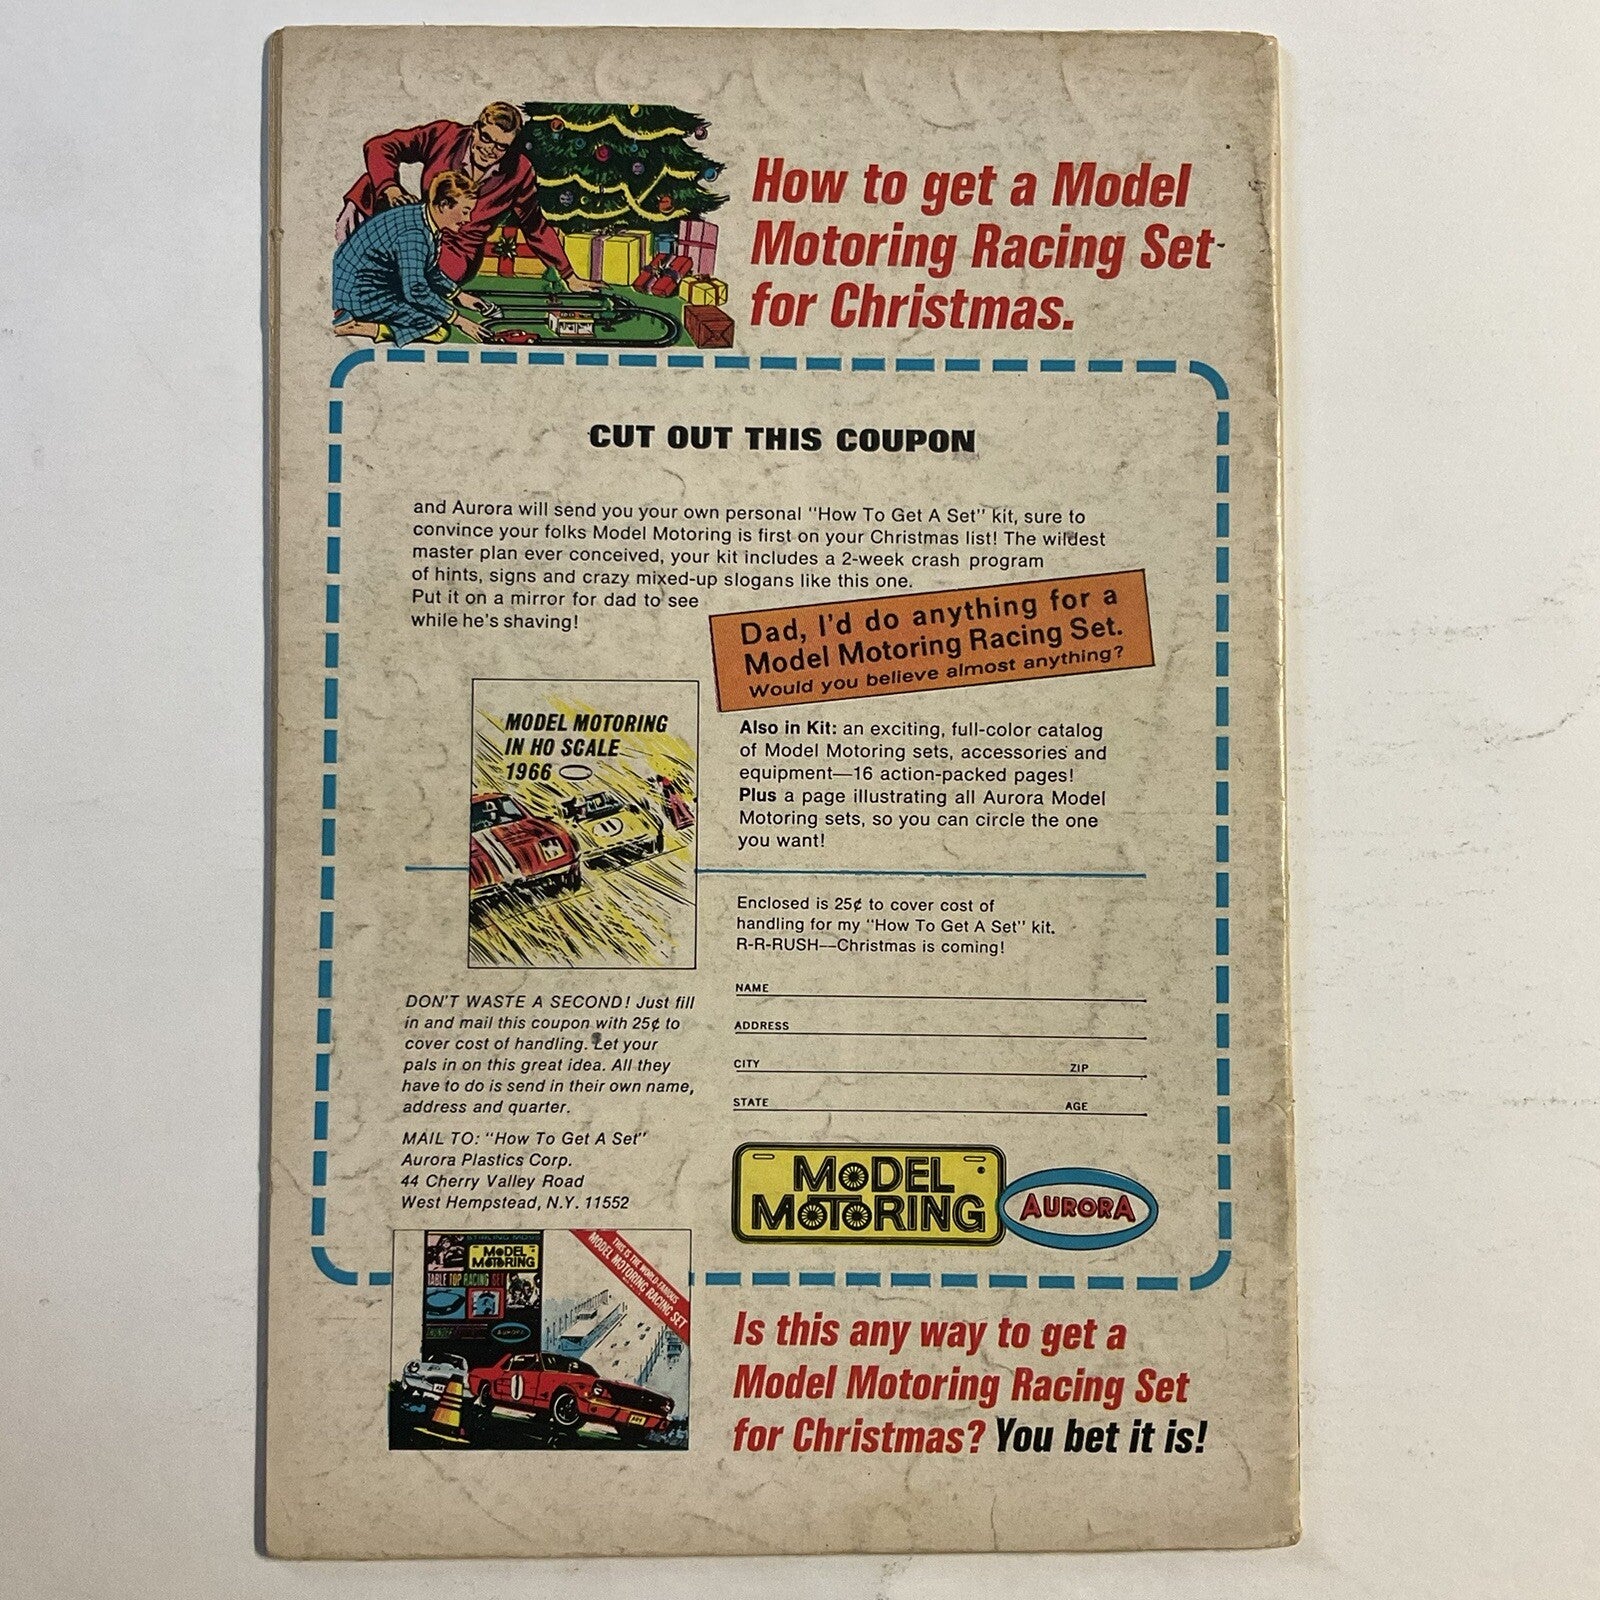 How to get a Model
Motoring Racing Set
for Christmas.
CUT OUT THIS COUPON
and Aurora will send you your own personal "How To Get A Set" kit, sure to
convince your folks Model Motoring is first on your Christmas list! The wildest
master plan ever conceived, your kit includes a 2-week crash program
of hints, signs and crazy mixed-up slogans like this one.
Put it on a mirror for dad to see
while he's shaving!
Dad, I'd do anything for a
Model Motoring Racing Set.
Would you believe almost anything?
MODEL MOTORING
IN HO SCALE
1966
11
Also in Kit: an exciting, full-color catalog
of Model Motoring sets, accessories and
equipment—16 action-packed pages!
Plus a page illustrating all Aurora Model
Motoring sets, so you can circle the one
you want!
Enclosed is 25¢ to cover cost of
handling for my "How To Get A Set" kit.
R-R-RUSH--Christmas is coming!
NAME
ADDRESS
CITY ZIP
STATE AGE
DON'T WASTE A SECOND! Just fill
in and mail this coupon with 25¢ to
cover cost of handling. Let your
pals in on this great idea. All they
have to do is send in their own name,
address and quarter.
MAIL TO: "How To Get A Set"
Aurora Plastics Corp.
44 Cherry Valley Road
West Hempstead, N.Y. 11552
MODEL
MOTORING
AURORA
STIRLING MOSS
MODEL
MOTORING
TABLE TOP RACING SET
AURORA
THIS IS THE WORLD-FAMOUS
MODEL MOTORING RACING SET
Is this any way to get a
Model Motoring Racing Set
for Christmas? You bet it is!